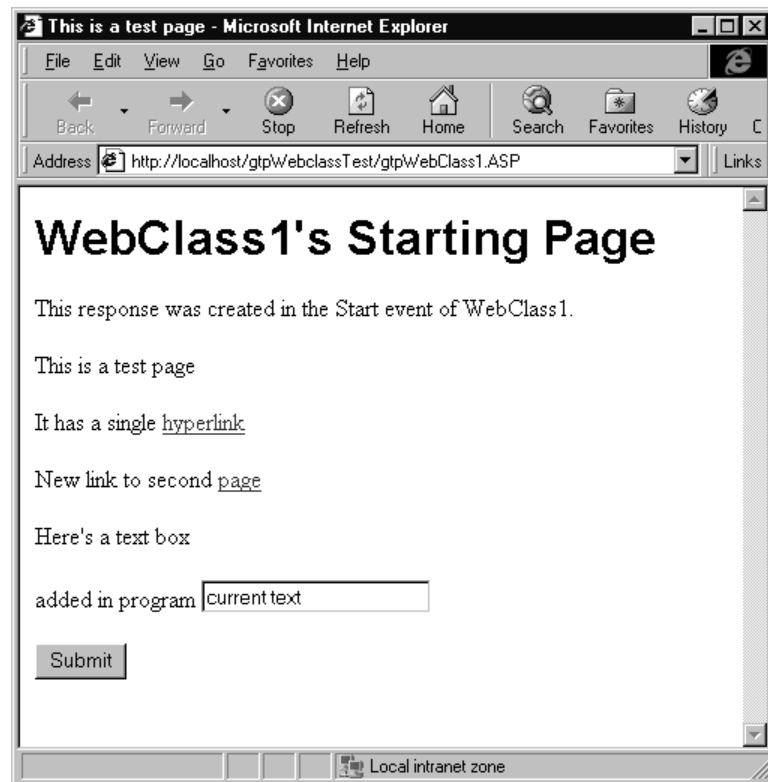 This is a test page - Microsoft Internet Explorer
File Edit View Go Favorites Help
Back Forward Stop Refresh Home Search Favorites History C
Address http://localhost/gtpWebclassTest/gtpWebClass1.ASP Links
WebClass1's Starting Page
This response was created in the Start event of WebClass1.
This is a test page
It has a single hyperlink
New link to second page
Here's a text box
added in program current text
Submit
Local intranet zone